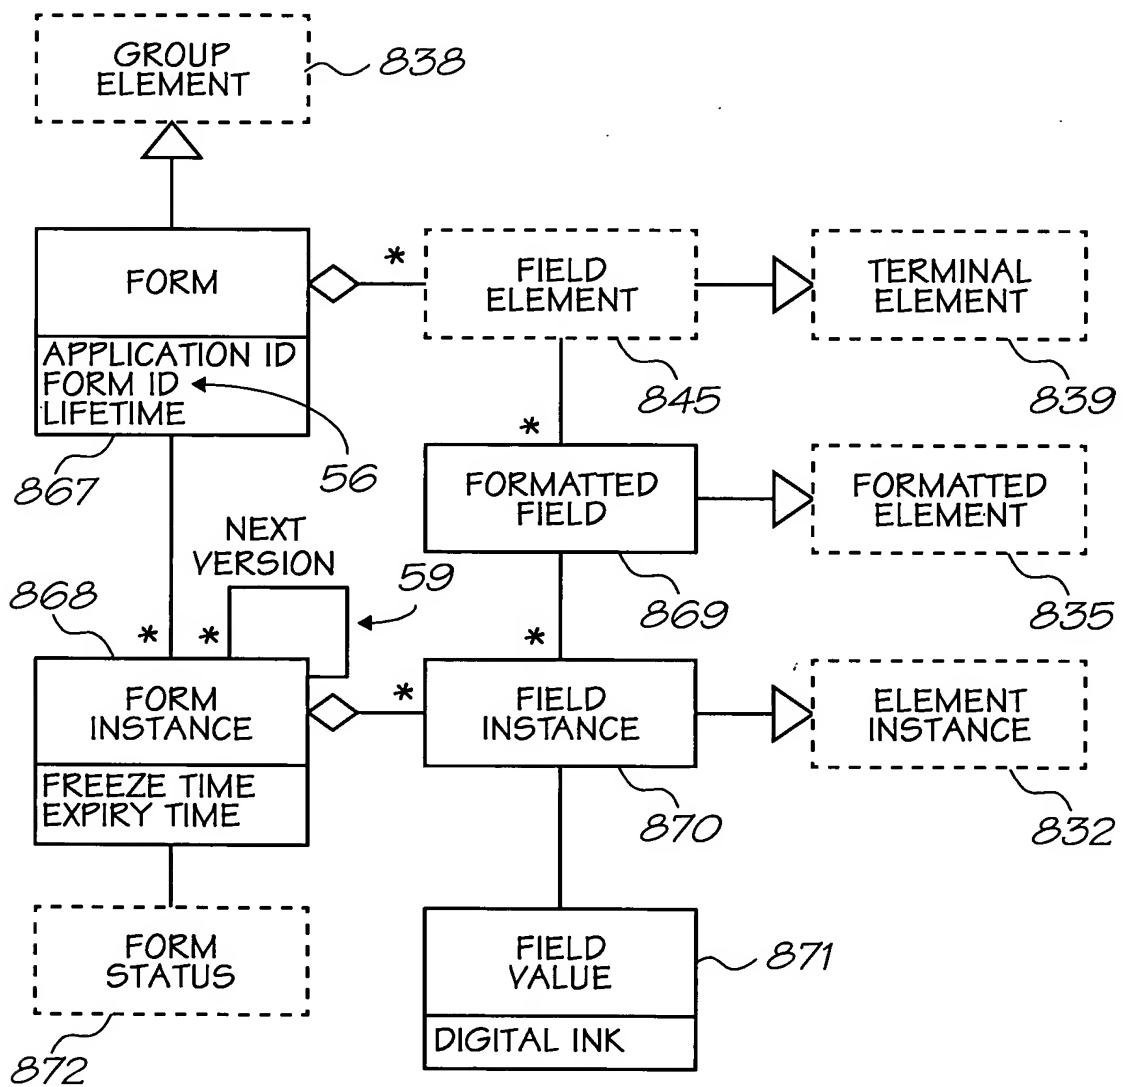 GROUP
ELEMENT
838
FORM
*
FIELD
ELEMENT
TERMINAL
ELEMENT
APPLICATION ID
FORM ID
LIFETIME
845
839
867
56
*
FORMATTED
FIELD
FORMATTED
ELEMENT
NEXT
VERSION
59
869
835
868
*
*
*
FORM
INSTANCE
*
FIELD
INSTANCE
ELEMENT
INSTANCE
FREEZE TIME
EXPIRY TIME
870
832
FORM
STATUS
FIELD
VALUE
871
872
DIGITAL INK